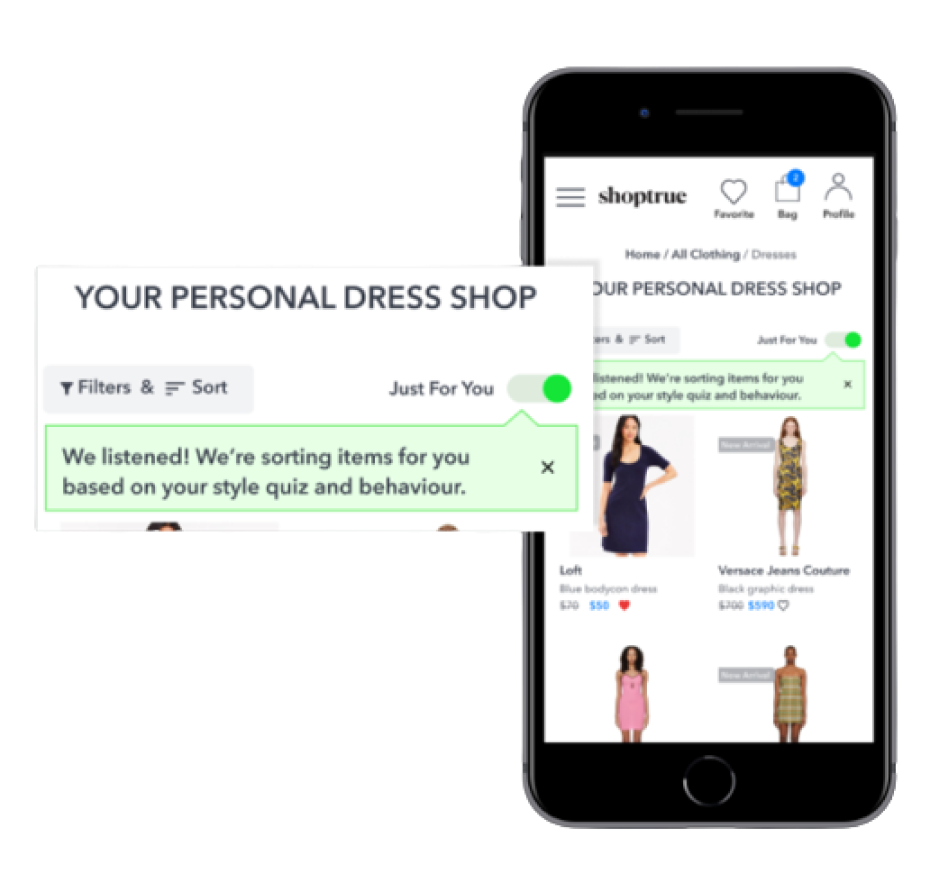 shoptrue
2
Favorite
Bag
Profile
Home / All Clothing / Dresses
YOUR PERSONAL DRESS SHOP
Filters & Sort
Just For You
We listened! We're sorting items for you
based on your style quiz and behaviour.
×
OUR PERSONAL DRESS SHOP
ers & Sort
Just For You
listened! We're sorting items for you
ed on your style quiz and behaviour.
×
New Arrival
Loft
Blue bodycon dress
$70 $50
Versace Jeans Couture
Black graphic dress
$700 $590
New Arrival